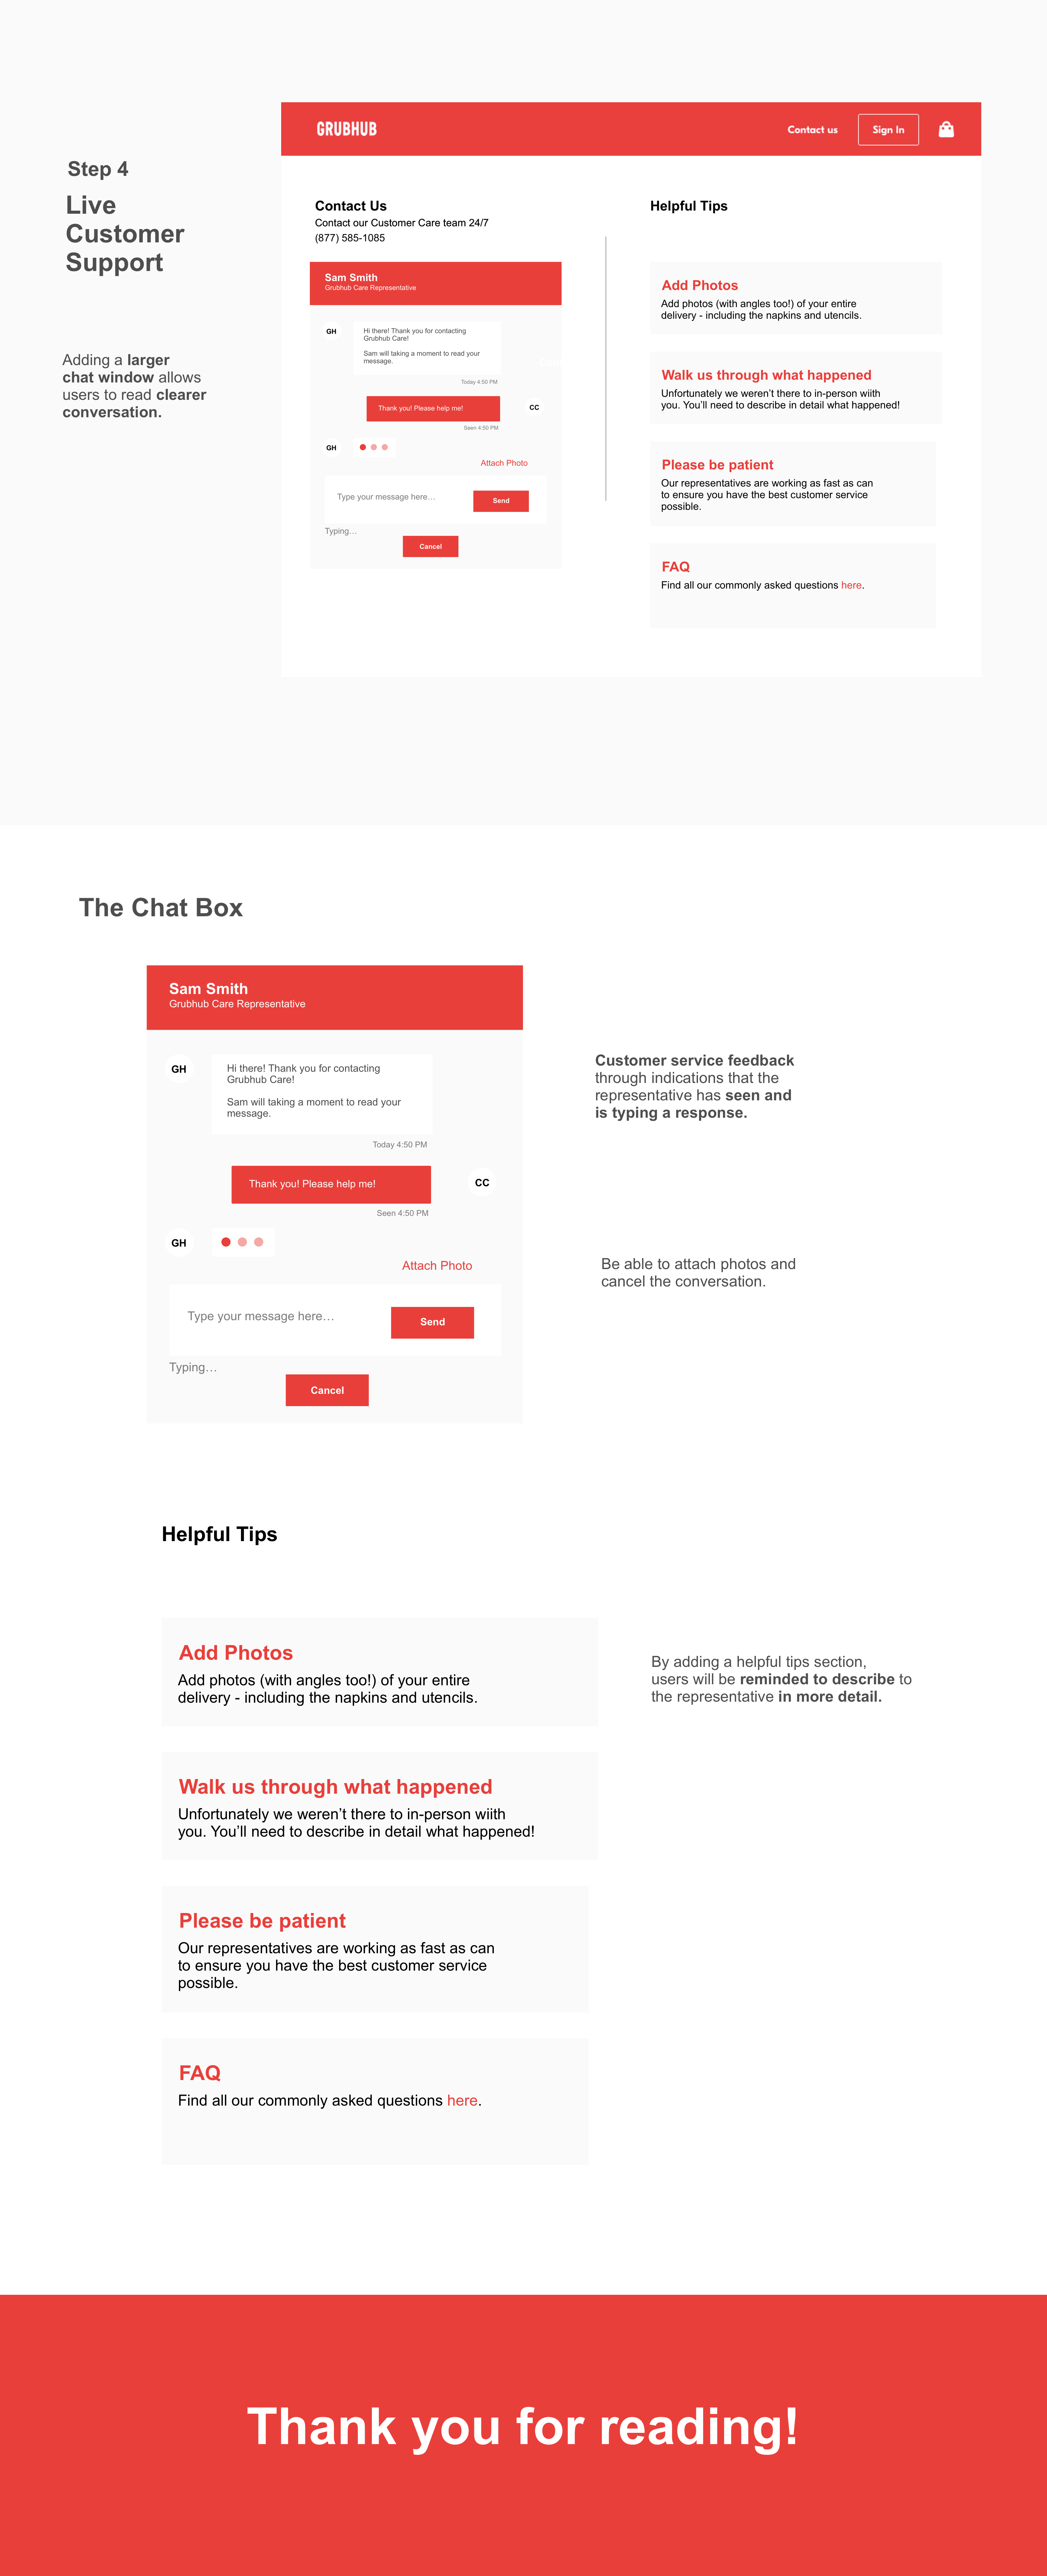 GRUBHUB
Contact us
Sign In
Step 4
Live
Customer
Support
Adding a larger
chat window allows
users to read clearer
conversation.
Contact Us
Contact our Customer Care team 24/7
(877) 585-1085
Sam Smith
Grubhub Care Representative
GH
Hi there! Thank you for contacting
Grubhub Care!
Sam will taking a moment to read your
message.
Today 4:50 PM
Thank you! Please help me!
CC
Seen 4:50 PM
GH
Attach Photo
Type your message here…
Send
Typing…
Cancel
Helpful Tips
Add Photos
Add photos (with angles too!) of your entire
delivery - including the napkins and utencils.
Walk us through what happened
Unfortunately we weren’t there to in-person wiith
you. You’ll need to describe in detail what happened!
Please be patient
Our representatives are working as fast as can
to ensure you have the best customer service
possible.
FAQ
Find all our commonly asked questions here.
The Chat Box
Sam Smith
Grubhub Care Representative
GH
Hi there! Thank you for contacting
Grubhub Care!
Sam will taking a moment to read your
message.
Today 4:50 PM
Thank you! Please help me!
CC
Seen 4:50 PM
GH
Attach Photo
Type your message here…
Send
Typing…
Cancel
Customer service feedback
through indications that the
representative has seen and
is typing a response.
Be able to attach photos and
cancel the conversation.
Helpful Tips
Add Photos
Add photos (with angles too!) of your entire
delivery - including the napkins and utencils.
Walk us through what happened
Unfortunately we weren’t there to in-person wiith
you. You’ll need to describe in detail what happened!
Please be patient
Our representatives are working as fast as can
to ensure you have the best customer service
possible.
FAQ
Find all our commonly asked questions here.
By adding a helpful tips section,
users will be reminded to describe to
the representative in more detail.
Thank you for reading!